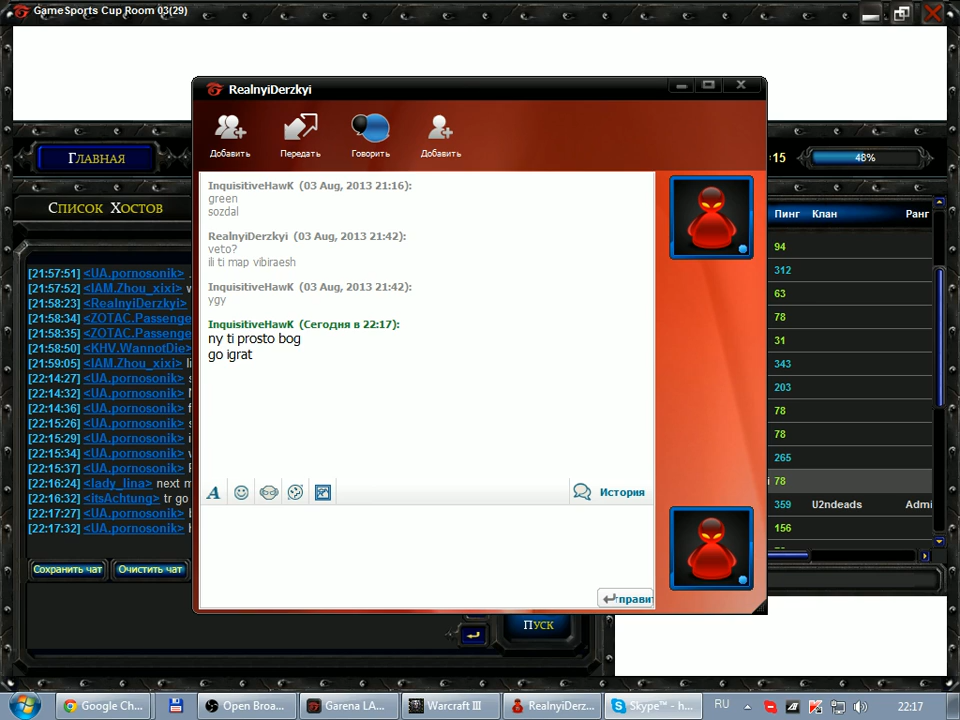 GameSports Cup Room 03(29)
RealnyiDerzkyi
Добавить
Передать
Говорить
Добавить
Главная
:15
48%
Список Хостов
Пинг Клан Ранг
InquisitiveHawK (03 Aug, 2013 21:16):
green
sozdal
RealnyiDerzkyi (03 Aug, 2013 21:42):
veto?
ili ti map vibiraesh
InquisitiveHawK (03 Aug, 2013 21:42):
ygy
InquisitiveHawK (Сегодня в 22:17):
ny ti prosto bog
go igrat
[21:57:51] <UA.pornosonik> .
[21:57:52] <IAM.Zhou_xixi> w
[21:58:23] <RealnyiDerzkyi>
[21:58:34] <ZOTAC.Passenge
[21:58:35] <ZOTAC.Passenge
[21:58:50] <KHV.WannotDie>
[21:59:05] <IAM.Zhou_xixi> li
[22:14:27] <UA.pornosonik> s
[22:14:32] <UA.pornosonik>
[22:14:36] <UA.pornosonik> f
[22:15:26] <UA.pornosonik> s
[22:15:29] <UA.pornosonik> i
[22:15:34] <UA.pornosonik> w
[22:15:37] <UA.pornosonik>
[22:16:24] <lady_lina> next m
[22:16:32] <itsAchtung> tr go
[22:17:27] <UA.pornosonik>
[22:17:32] <UA.pornosonik>
94
312
63
78
31
343
203
78
78
265
78
359 U2ndeads Admi
156
A
История
Сохранить чат
Очистить чат
тправит
Пуск
Google Ch...
Open Broa...
Garena LA...
Warcraft III
RealnyiDerz...
Skype™ - h...
RU
22:17